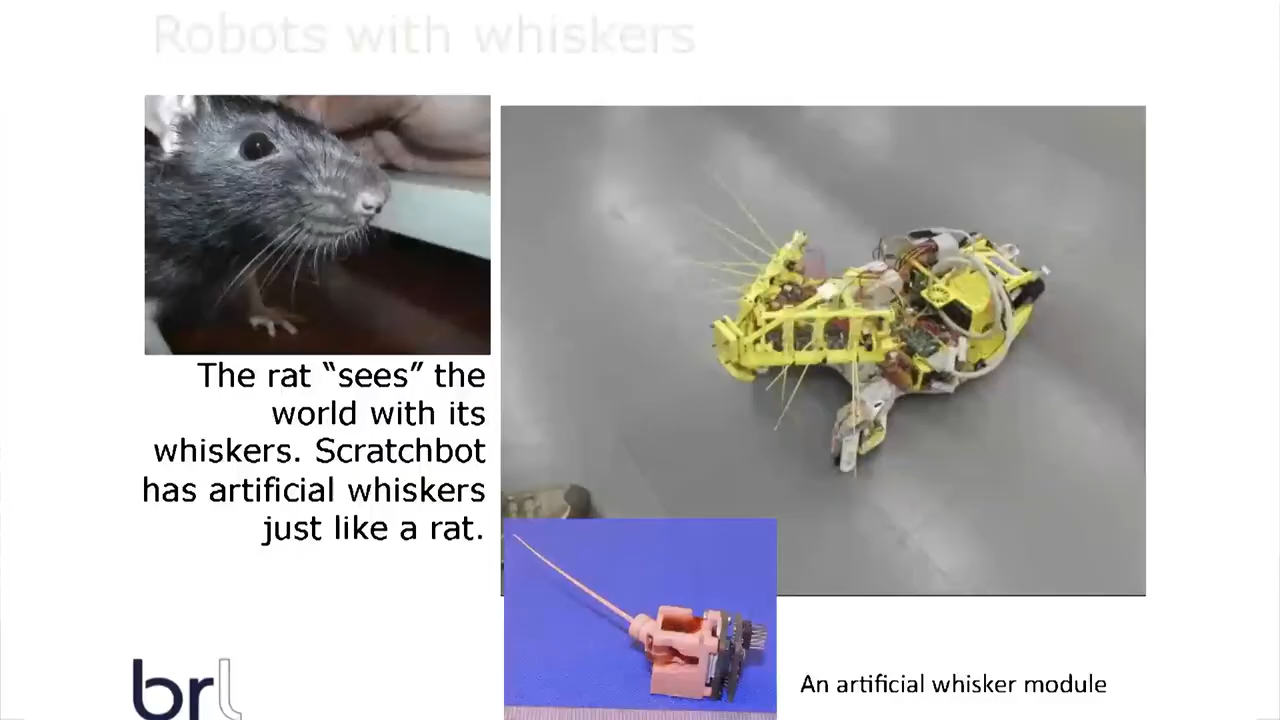 Robots with whiskers
The rat “sees” the
world with its
whiskers. Scratchbot
has artificial whiskers
just like a rat.
An artificial whisker module
brl